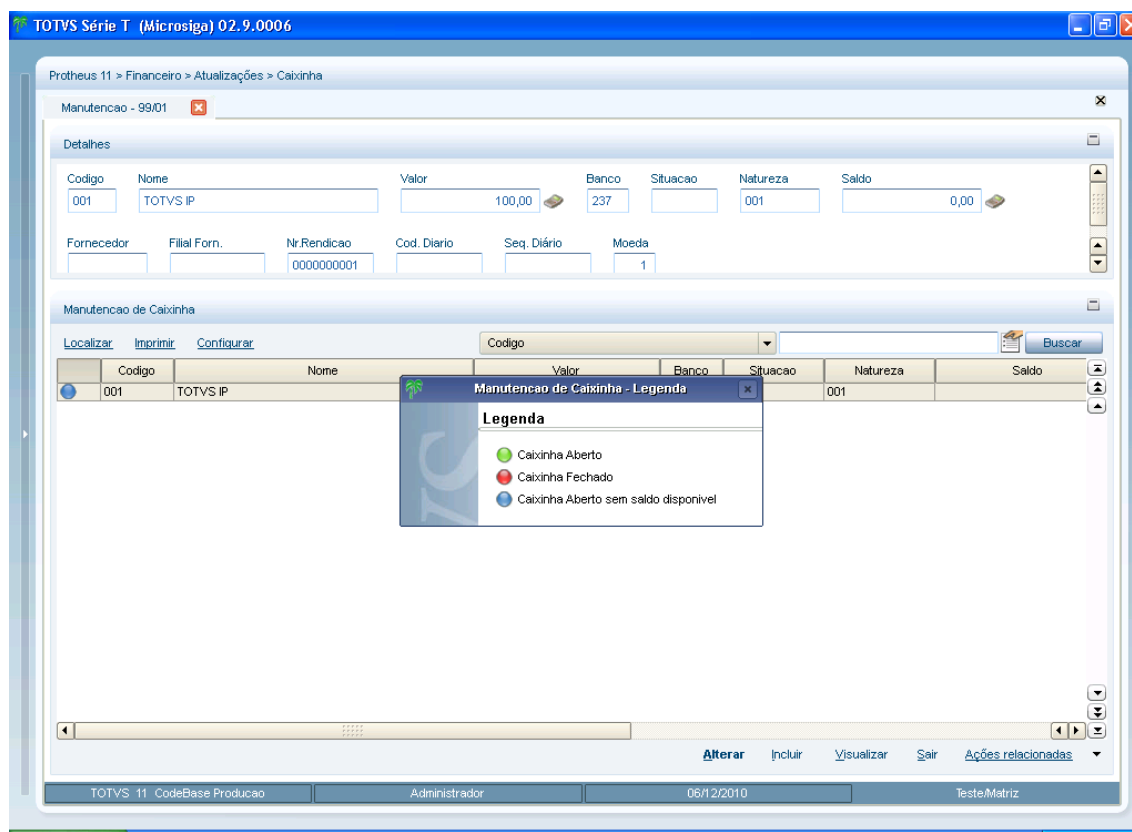 TOTVS Série T (Microsiga) 02.9.0006
Protheus 11 > Financeiro > Atualizações > Caixinha
Manutencao - 99/01
Detalhes
Codigo Nome Valor Banco Situacao Natureza Saldo
001 TOTVS IP 100,00 237 001 0,00
Fornecedor Filial Forn. Nr.Rendicao Cod. Diario Seq. Diário Moeda
0000000001 1
Manutencao de Caixinha
Localizar Imprimir Configurar Codigo Buscar
Codigo Nome Valor Banco Situacao Natureza Saldo
001 TOTVS IP 001
Manutencao de Caixinha - Legenda
Legenda
Caixinha Aberto
Caixinha Fechado
Caixinha Aberto sem saldo disponivel
VS
Alterar Incluir Visualizar Sair Ações relacionadas
TOTVS 11 CodeBase Producao Administrador 06/12/2010 Teste/Matriz